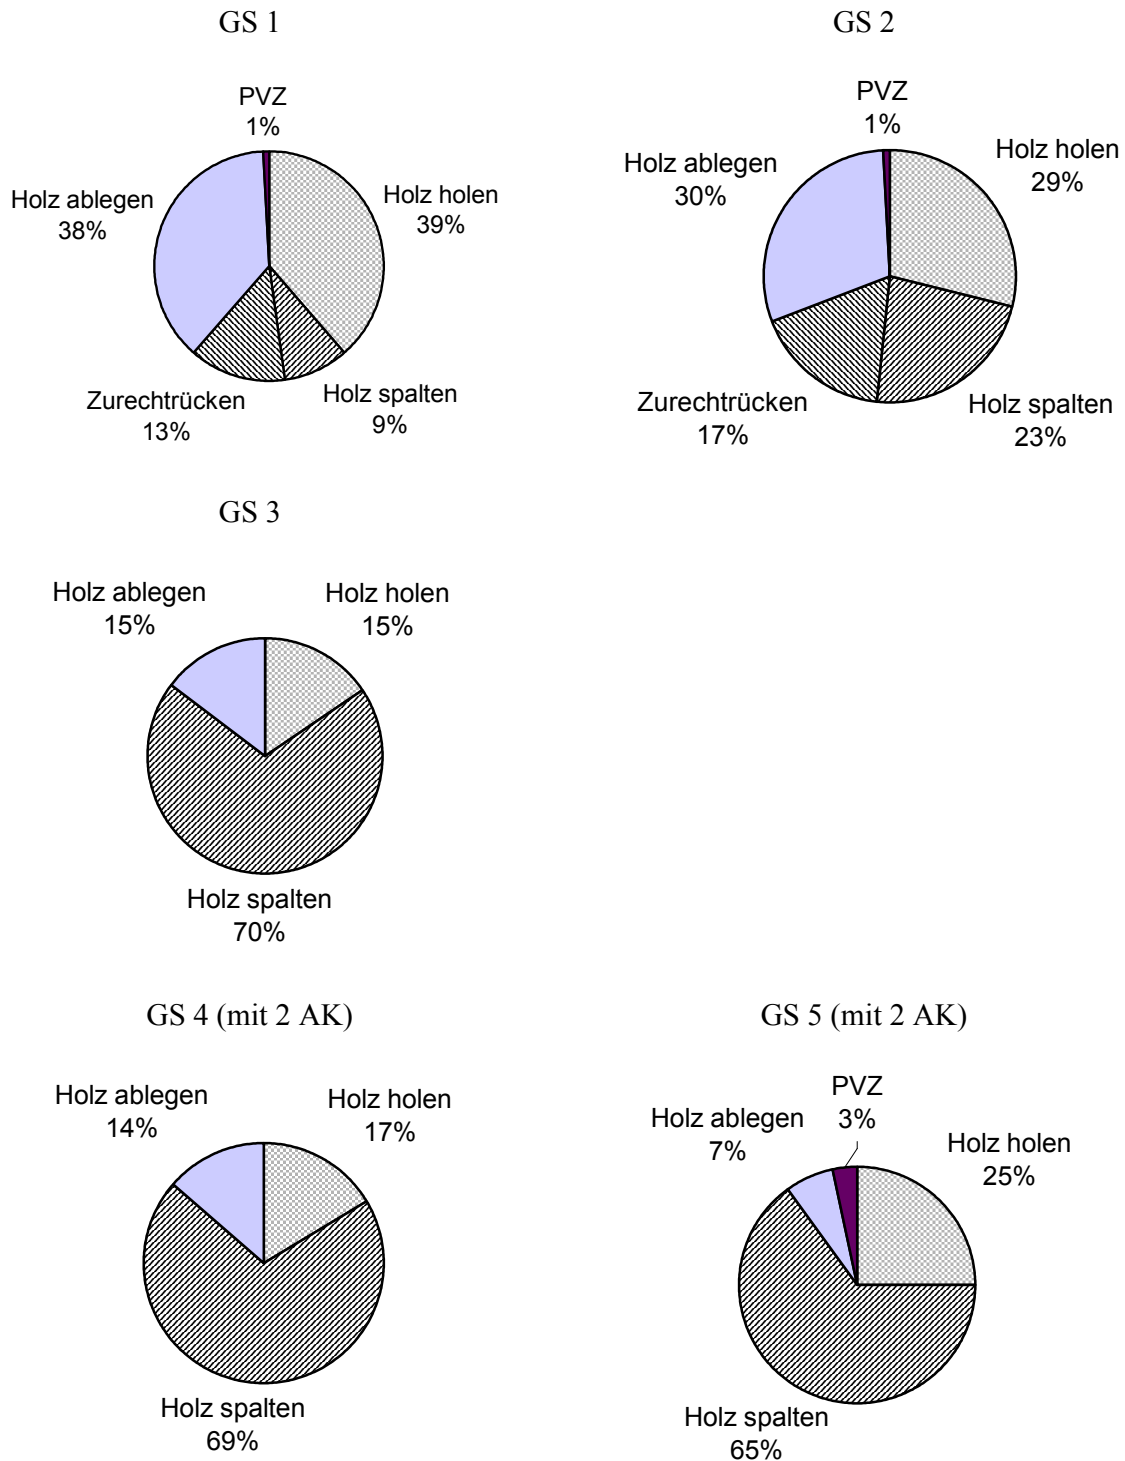 GS 1
PVZ
1%
Holz holen
39%
Holz ablegen
38%
Zurechtrücken
13%
Holz spalten
9%
GS 2
PVZ
1%
Holz holen
29%
Holz ablegen
30%
Zurechtrücken
17%
Holz spalten
23%
GS 3
Holz ablegen
15%
Holz holen
15%
Holz spalten
70%
GS 4 (mit 2 AK)
Holz ablegen
14%
Holz holen
17%
Holz spalten
69%
GS 5 (mit 2 AK)
PVZ
3%
Holz ablegen
7%
Holz holen
25%
Holz spalten
65%